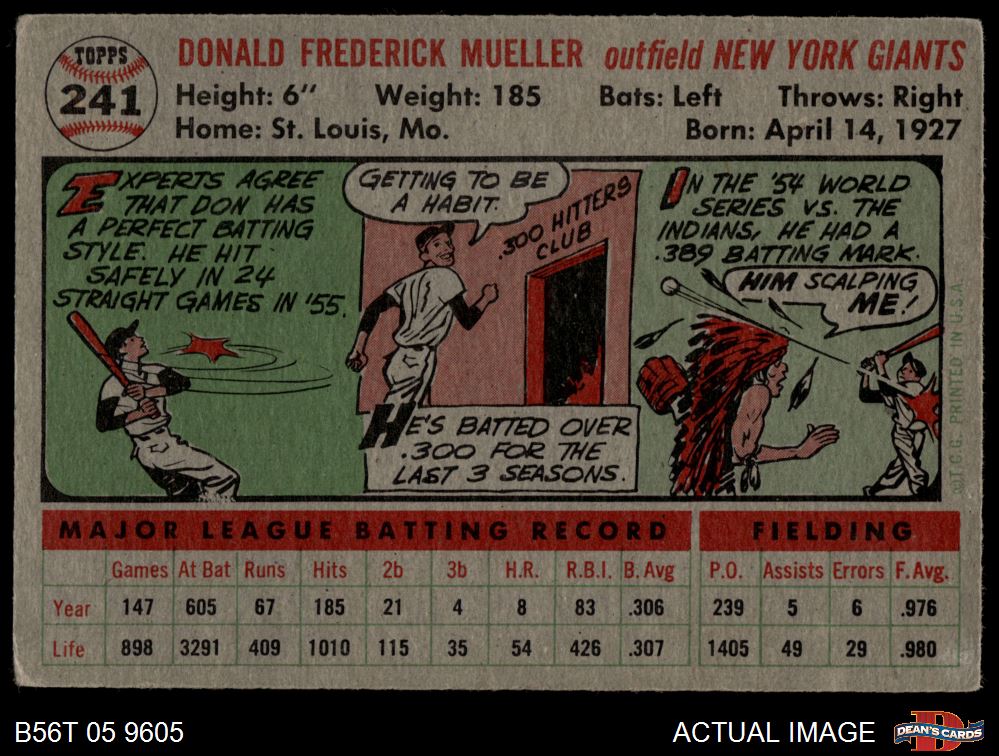 TOPPS
241
DONALD FREDERICK MUELLER outfield NEW YORK GIANTS
Height: 6" Weight: 185 Bats: Left Throws: Right
Home: St. Louis, Mo. Born: April 14, 1927
EXPERTS AGREE
THAT DON HAS
A PERFECT BATTING
STYLE. HE HIT
SAFELY IN 24
STRAIGHT GAMES IN '55.
GETTING TO BE
A HABIT.
.300 HITTERS
CLUB
HE'S BATTED OVER
.300 FOR THE
LAST 3 SEASONS.
IN THE '54 WORLD
SERIES VS. THE
INDIANS, HE HAD A
.389 BATTING MARK.
HIM SCALPING
ME!
©T.C.G. PRINTED IN U.S.A.
MAJOR LEAGUE BATTING RECORD FIELDING
Games At Bat Runs Hits 2b 3b H.R. R.B.I. B. Avg P.O. Assists Errors F. Avg.
Year 147 605 67 185 21 4 8 83 .306 239 5 6 .976
Life 898 3291 409 1010 115 35 54 426 .307 1405 49 29 .980
B56T 05 9605 ACTUAL IMAGE
DEAN'S CARDS